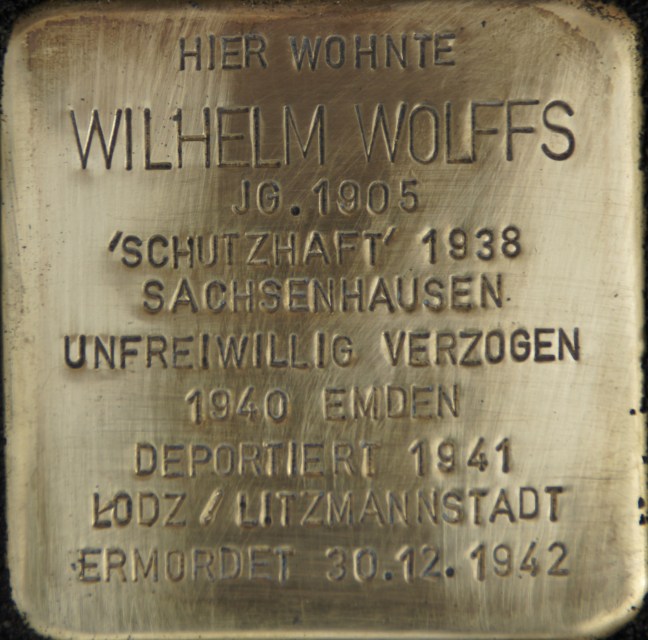 HIER WOHNTE
WILHELM WOLFFS
JG. 1905
'SCHUTZHAFT' 1938
SACHSENHAUSEN
UNFREIWILLIG VERZOGEN
1940 EMDEN
DEPORTIERT 1941
ŁODZ / LITZMANNSTADT
ERMORDET 30.12.1942